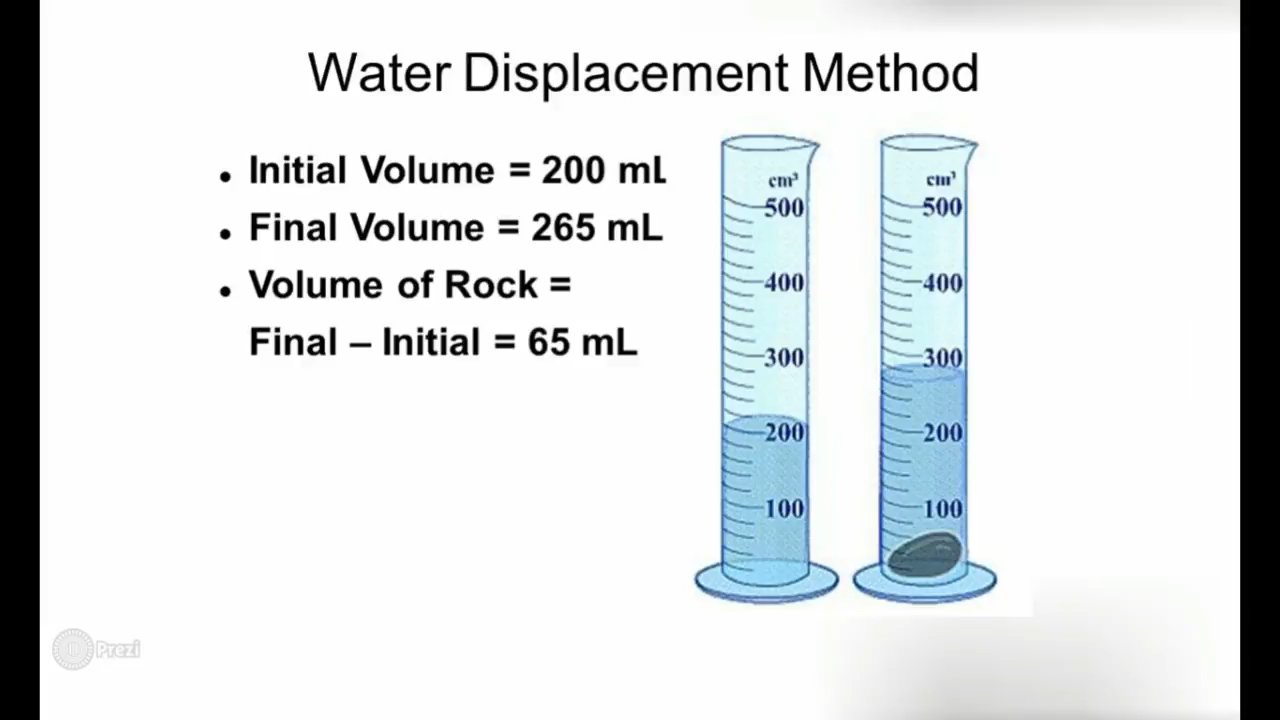 Water Displacement Method
• Initial Volume = 200 mL
• Final Volume = 265 mL
• Volume of Rock =
Final – Initial = 65 mL
cm³
500
400
300
200
100
cm³
500
400
300
200
100
Prezi